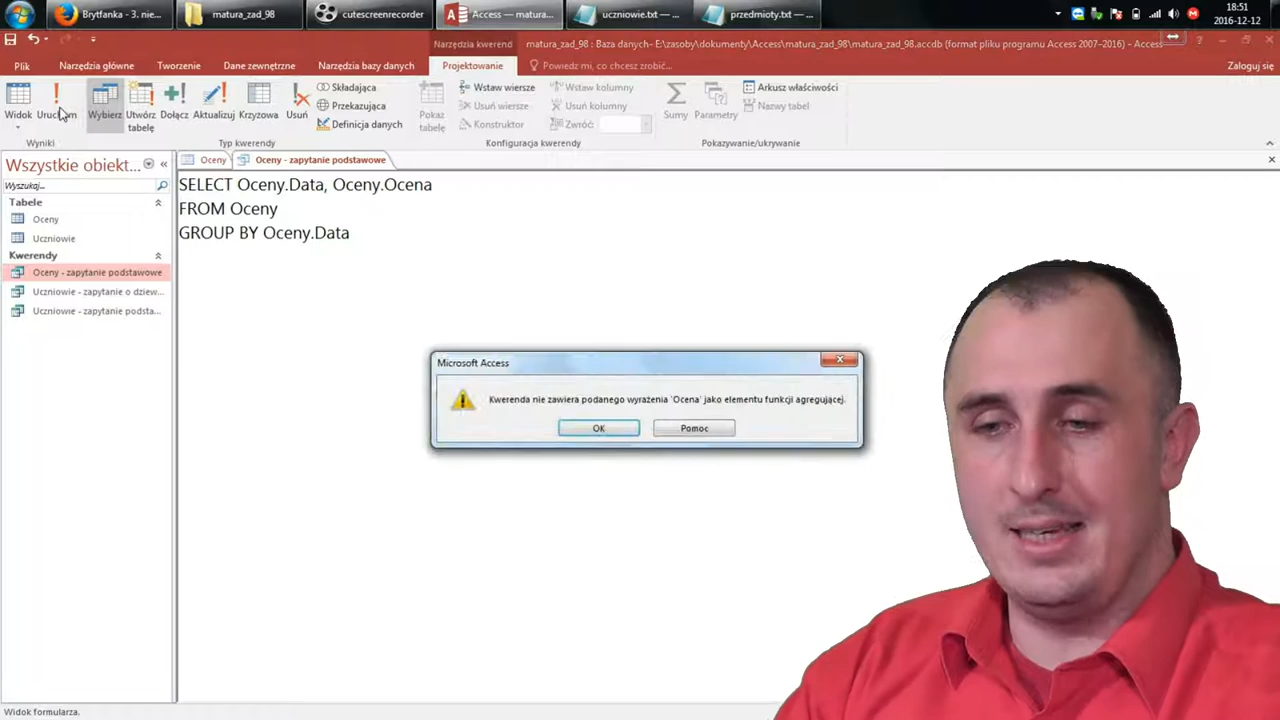 Brytfanka - 3. nie...
matura_zad_98
cutescreenrecorder
Access — matura...
uczniowie.txt — ...
przedmioty.txt — ...
18:51
2016-12-12
Narzędzia kwerend
matura_zad_98 : Baza danych- E:\zasoby\dokumenty\Access\matura_zad_98\matura_zad_98.accdb (format pliku programu Access 2007–2016) - Access
Plik
Narzędzia główne
Tworzenie
Dane zewnętrzne
Narzędzia bazy danych
Projektowanie
Powiedz mi, co chcesz zrobić...
Zaloguj się
Widok
Uruchom
Wybierz
Utwórz
tabelę
Dołącz
Aktualizuj
Krzyżowa
Usuń
Składająca
Przekazująca
Definicja danych
Pokaz
tabelę
Wstaw wiersze
Usuń wiersze
Konstruktor
Wstaw kolumny
Usuń kolumny
Zwróć:
Sumy
Parametry
Arkusz właściwości
Nazwy tabel
Wyniki
Typ kwerendy
Konfiguracja kwerendy
Pokazywanie/ukrywanie
Wszystkie obiekt...
Wyszukaj...
Tabele
Oceny
Uczniowie
Kwerendy
Oceny - zapytanie podstawowe
Uczniowie - zapytanie o dziew...
Uczniowie - zapytanie podsta...
Oceny
Oceny - zapytanie podstawowe
SELECT Oceny.Data, Oceny.Ocena
FROM Oceny
GROUP BY Oceny.Data
Microsoft Access
Kwerenda nie zawiera podanego wyrażenia 'Ocena' jako elementu funkcji agregującej.
OK
Pomoc
Widok formularza.